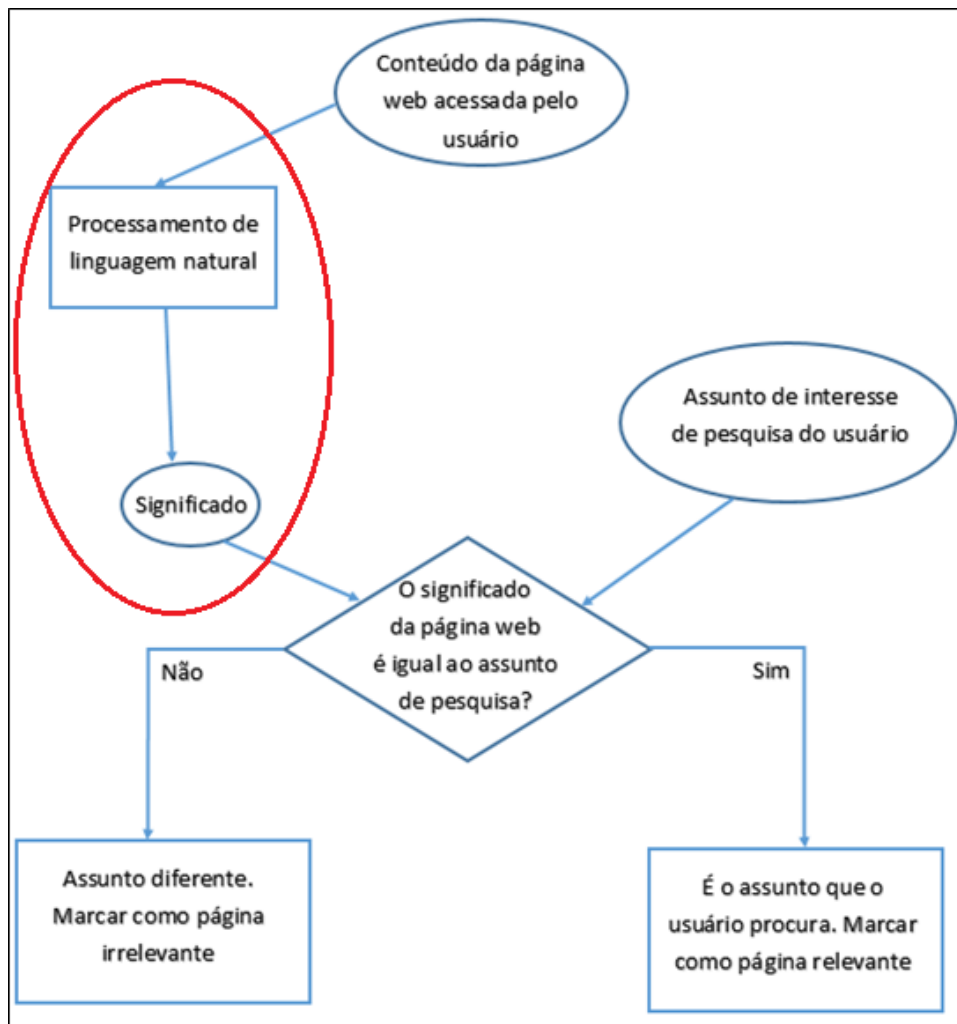 Conteúdo da página
web acessada pelo
usuário
Processamento de
linguagem natural
Significado
Assunto de interesse
de pesquisa do usuário
O significado
da página web
é igual ao assunto
de pesquisa?
Não
Sim
Assunto diferente.
Marcar como página
irrelevante
É o assunto que o
usuário procura. Marcar
como página relevante